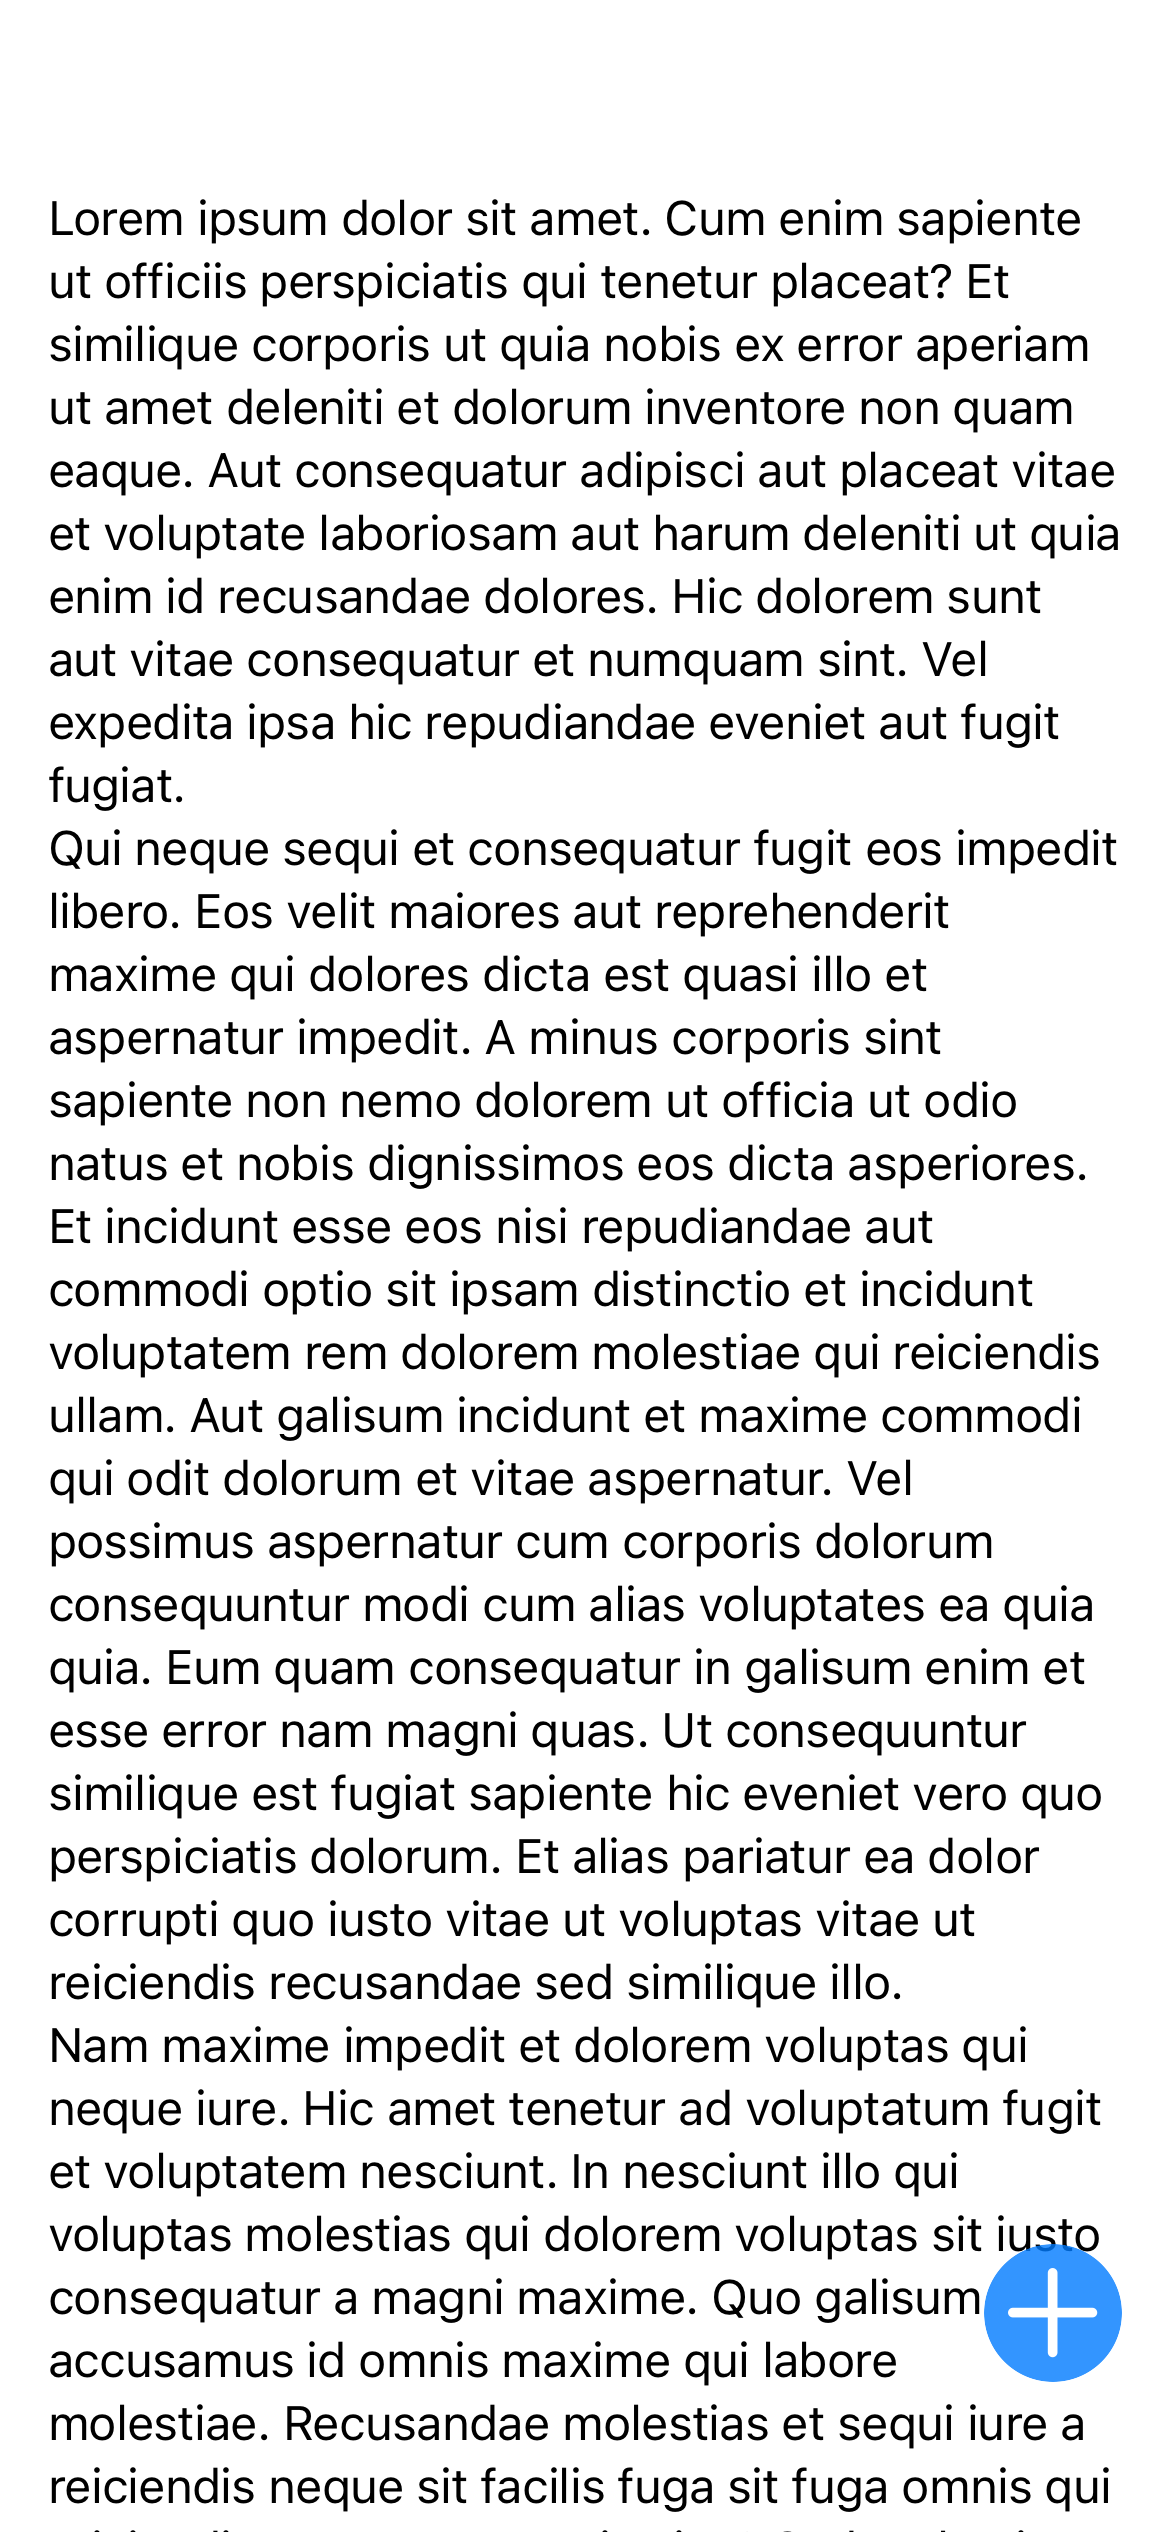 Lorem ipsum dolor sit amet. Cum enim sapiente
ut officiis perspiciatis qui tenetur placeat? Et
similique corporis ut quia nobis ex error aperiam
ut amet deleniti et dolorum inventore non quam
eaque. Aut consequatur adipisci aut placeat vitae
et voluptate laboriosam aut harum deleniti ut quia
enim id recusandae dolores. Hic dolorem sunt
aut vitae consequatur et numquam sint. Vel
expedita ipsa hic repudiandae eveniet aut fugit
fugiat.
Qui neque sequi et consequatur fugit eos impedit
libero. Eos velit maiores aut reprehenderit
maxime qui dolores dicta est quasi illo et
aspernatur impedit. A minus corporis sint
sapiente non nemo dolorem ut officia ut odio
natus et nobis dignissimos eos dicta asperiores.
Et incidunt esse eos nisi repudiandae aut
commodi optio sit ipsam distinctio et incidunt
voluptatem rem dolorem molestiae qui reiciendis
ullam. Aut galisum incidunt et maxime commodi
qui odit dolorum et vitae aspernatur. Vel
possimus aspernatur cum corporis dolorum
consequuntur modi cum alias voluptates ea quia
quia. Eum quam consequatur in galisum enim et
esse error nam magni quas. Ut consequuntur
similique est fugiat sapiente hic eveniet vero quo
perspiciatis dolorum. Et alias pariatur ea dolor
corrupti quo iusto vitae ut voluptas vitae ut
reiciendis recusandae sed similique illo.
Nam maxime impedit et dolorem voluptas qui
neque iure. Hic amet tenetur ad voluptatum fugit
et voluptatem nesciunt. In nesciunt illo qui
voluptas molestias qui dolorem voluptas sit iusto
consequatur a magni maxime. Quo galisum
accusamus id omnis maxime qui labore
molestiae. Recusandae molestias et sequi iure a
reiciendis neque sit facilis fuga sit fuga omnis qui